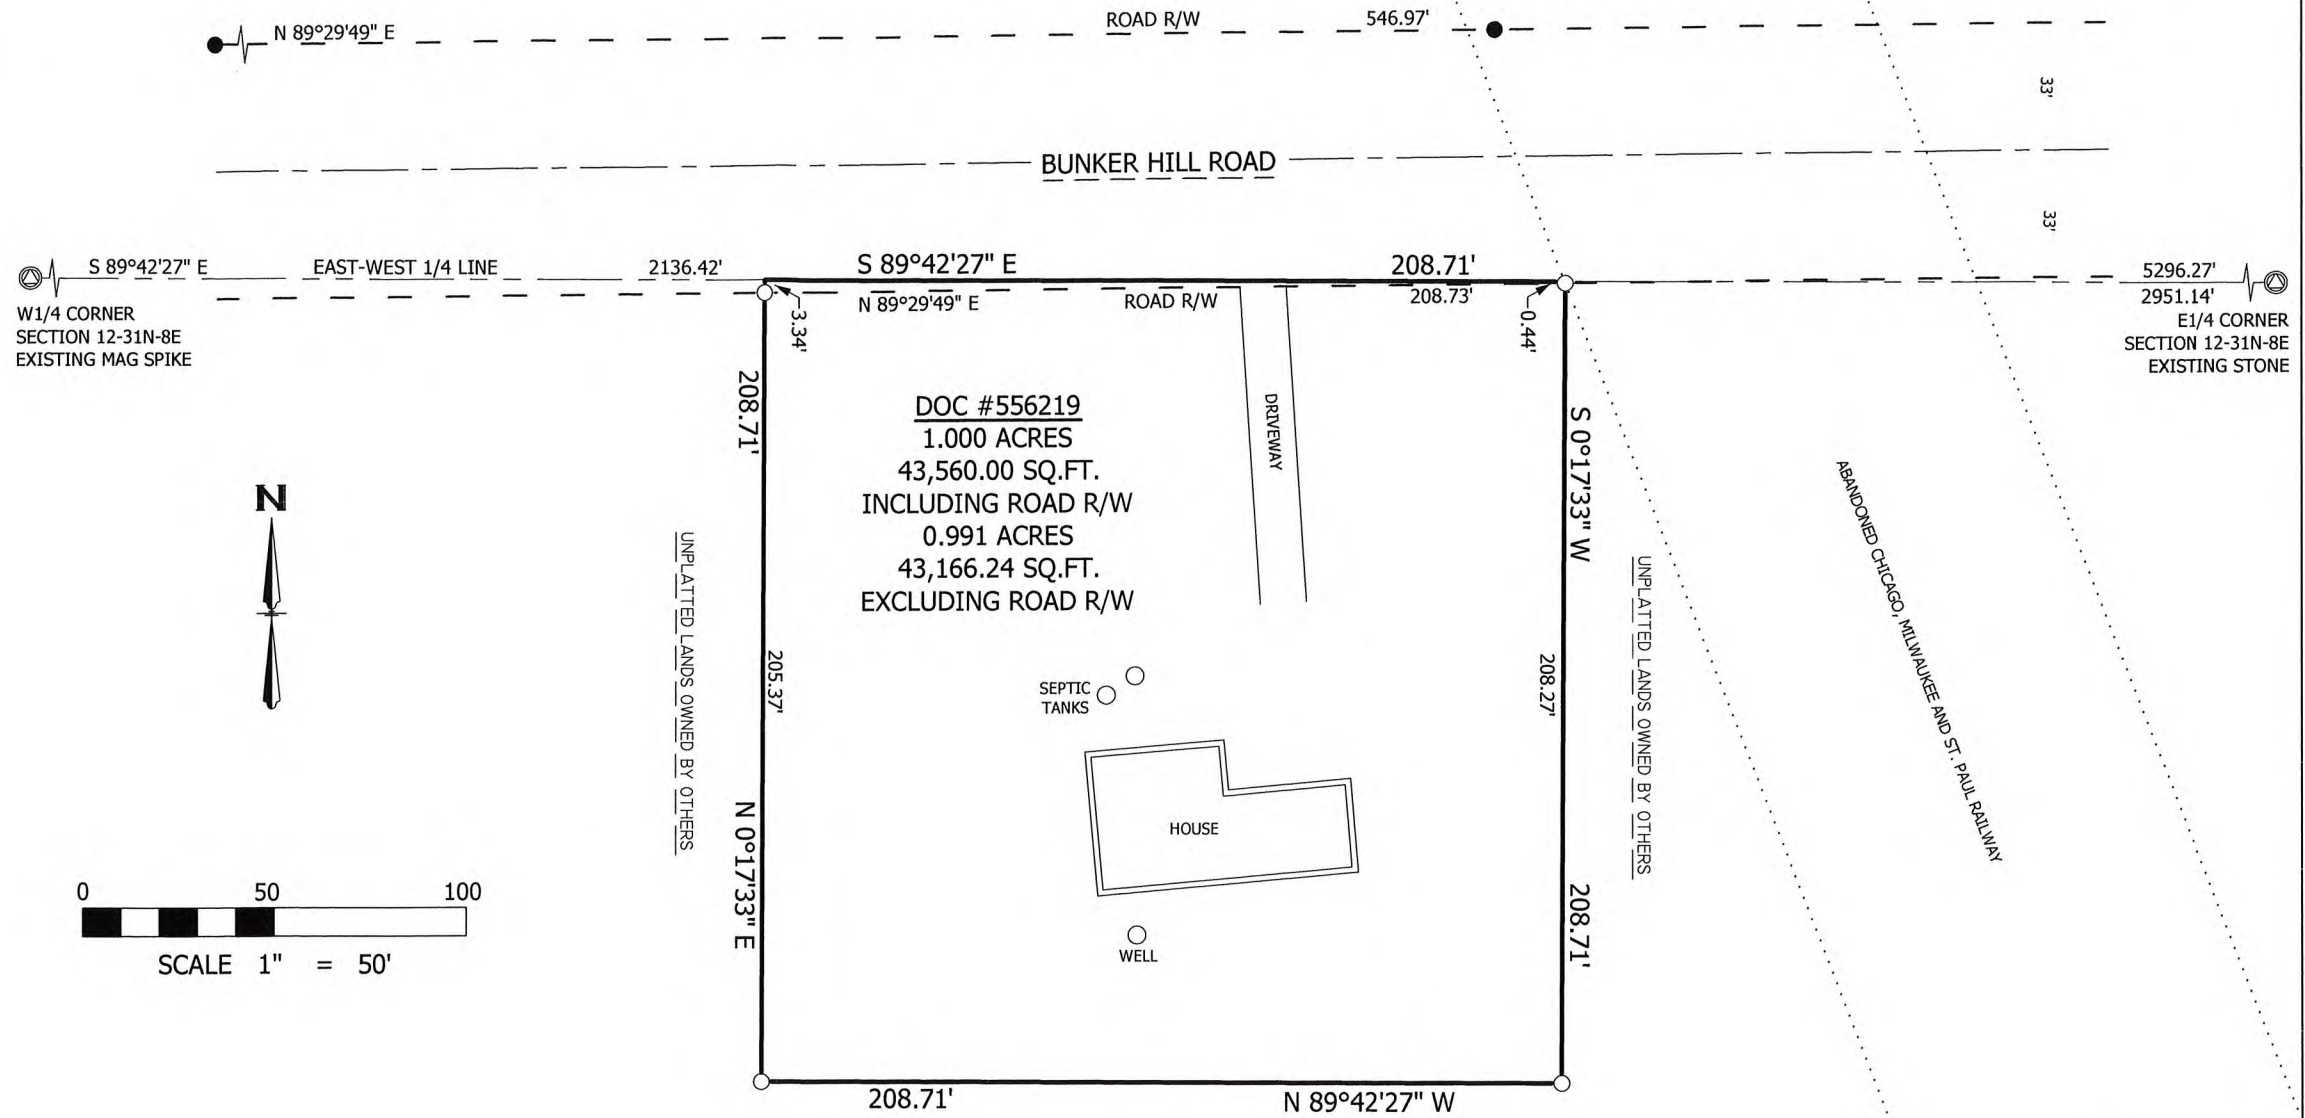 N 89°29'49" E
ROAD R/W
546.97'
33'
BUNKER HILL ROAD
33'
S 89°42'27" E
EAST-WEST 1/4 LINE
2136.42'
S 89°42'27" E
208.71'
5296.27'
2951.14'
N 89°29'49" E
ROAD R/W
208.73'
3.34'
0.44'
W1/4 CORNER
SECTION 12-31N-8E
EXISTING MAG SPIKE
E1/4 CORNER
SECTION 12-31N-8E
EXISTING STONE
208.71'
DOC #556219
1.000 ACRES
43,560.00 SQ.FT.
INCLUDING ROAD R/W
0.991 ACRES
43,166.24 SQ.FT.
EXCLUDING ROAD R/W
DRIVEWAY
S 0°17'33" W
N
UNPLATTED LANDS OWNED BY OTHERS
205.37'
208.27'
UNPLATTED LANDS OWNED BY OTHERS
ABANDONED CHICAGO, MILWAUKEE AND ST. PAUL RAILWAY
SEPTIC
TANKS
HOUSE
N 0°17'33" E
208.71'
WELL
0 50 100
SCALE 1" = 50'
208.71'
N 89°42'27" W